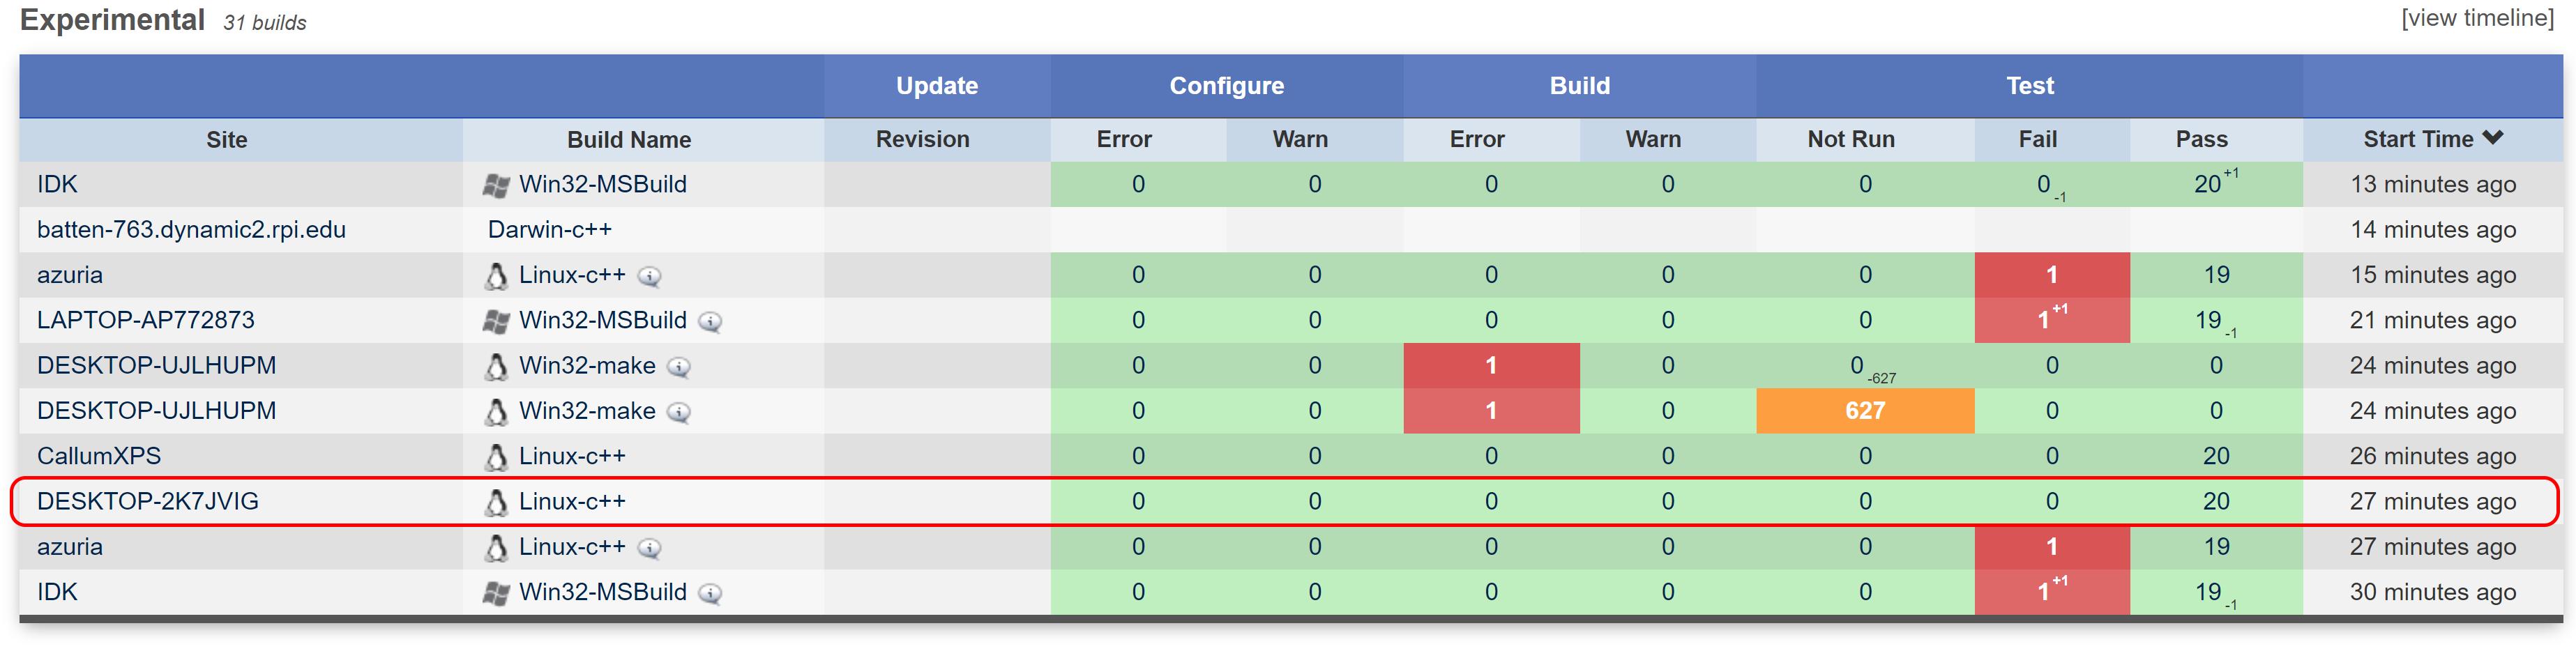 Experimental 31 builds [view timeline]
Update Configure Build Test
Site Build Name Revision Error Warn Error Warn Not Run Fail Pass Start Time
IDK Win32-MSBuild 0 0 0 0 0 0 -1 20 +1 13 minutes ago
batten-763.dynamic2.rpi.edu Darwin-c++ 14 minutes ago
azuria Linux-c++ 0 0 0 0 0 1 19 15 minutes ago
LAPTOP-AP772873 Win32-MSBuild 0 0 0 0 0 1 +1 19 -1 21 minutes ago
DESKTOP-UJLHUPM Win32-make 0 0 1 0 0 -627 0 0 24 minutes ago
DESKTOP-UJLHUPM Win32-make 0 0 1 0 627 0 0 24 minutes ago
CallumXPS Linux-c++ 0 0 0 0 0 0 20 26 minutes ago
DESKTOP-2K7JVIG Linux-c++ 0 0 0 0 0 0 20 27 minutes ago
azuria Linux-c++ 0 0 0 0 0 1 19 27 minutes ago
IDK Win32-MSBuild 0 0 0 0 0 1 +1 19 -1 30 minutes ago